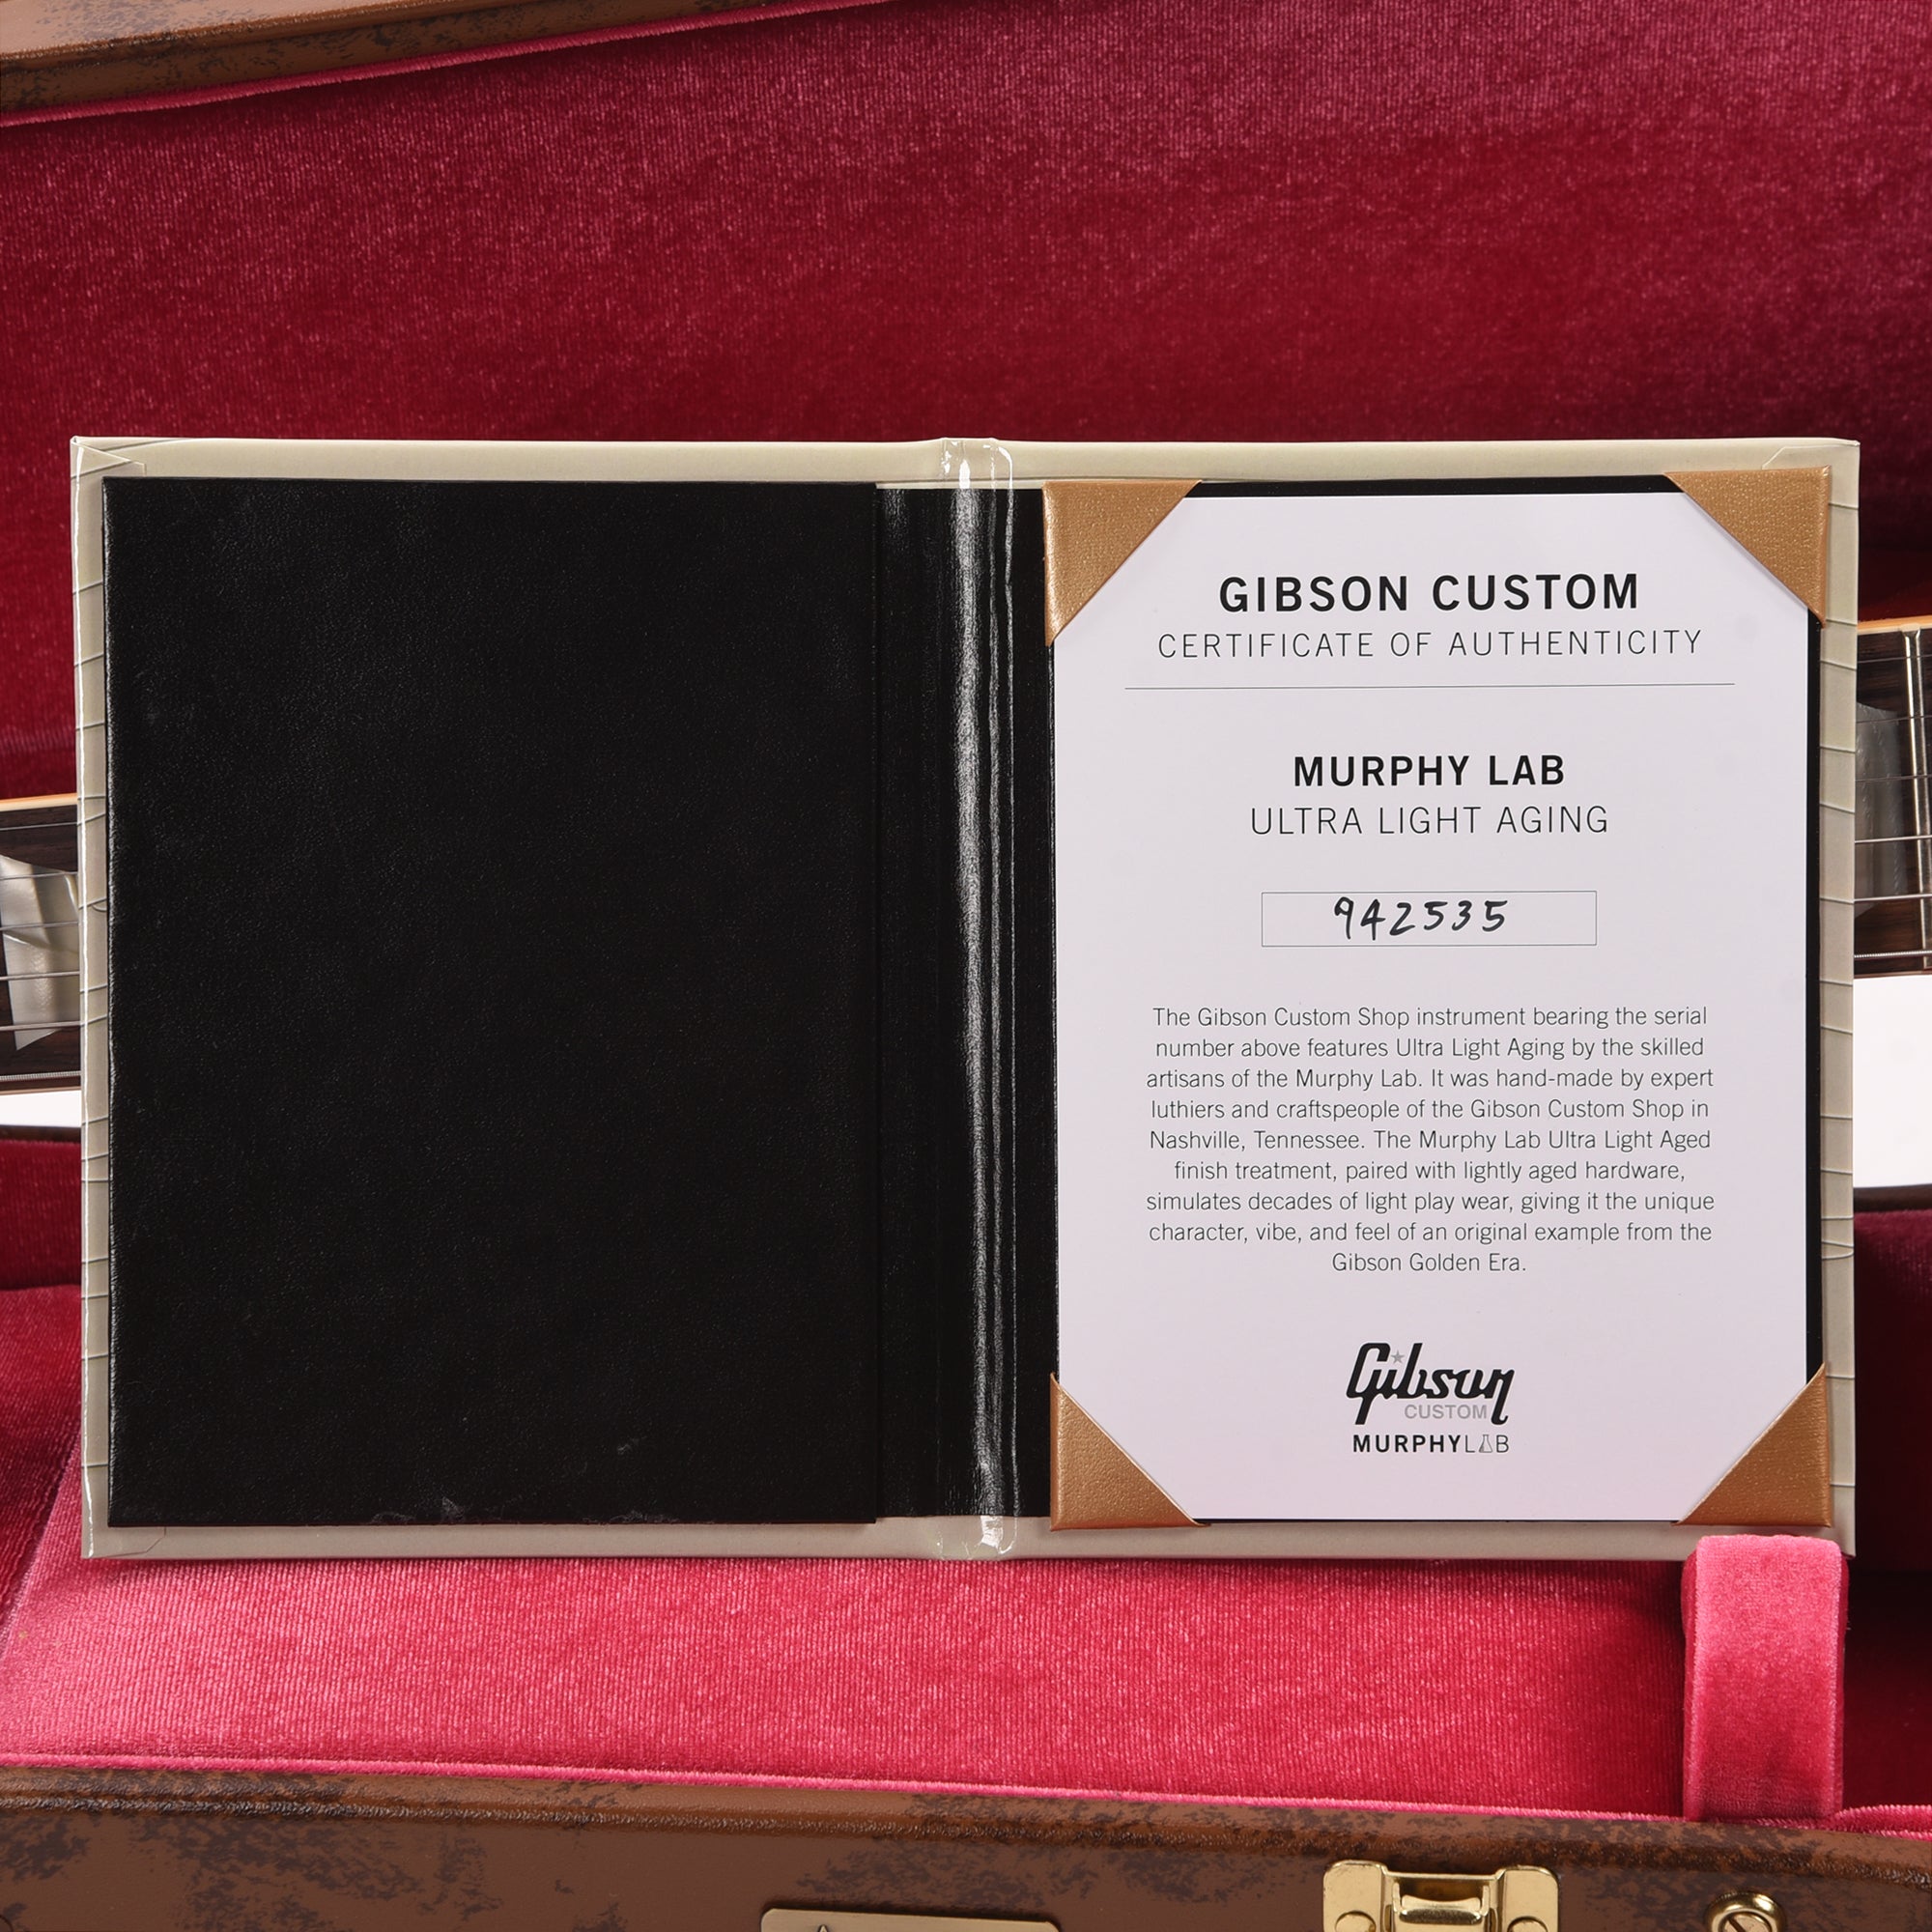 GIBSON CUSTOM
CERTIFICATE OF AUTHENTICITY
MURPHY LAB
ULTRA LIGHT AGING
942535
The Gibson Custom Shop instrument bearing the serial
number above features Ultra Light Aging by the skilled
artisans of the Murphy Lab. It was hand-made by expert
luthiers and craftspeople of the Gibson Custom Shop in
Nashville, Tennessee. The Murphy Lab Ultra Light Aged
finish treatment, paired with lightly aged hardware,
simulates decades of light play wear, giving it the unique
character, vibe, and feel of an original example from the
Gibson Golden Era.
Gibson
CUSTOM
MURPHYLAB